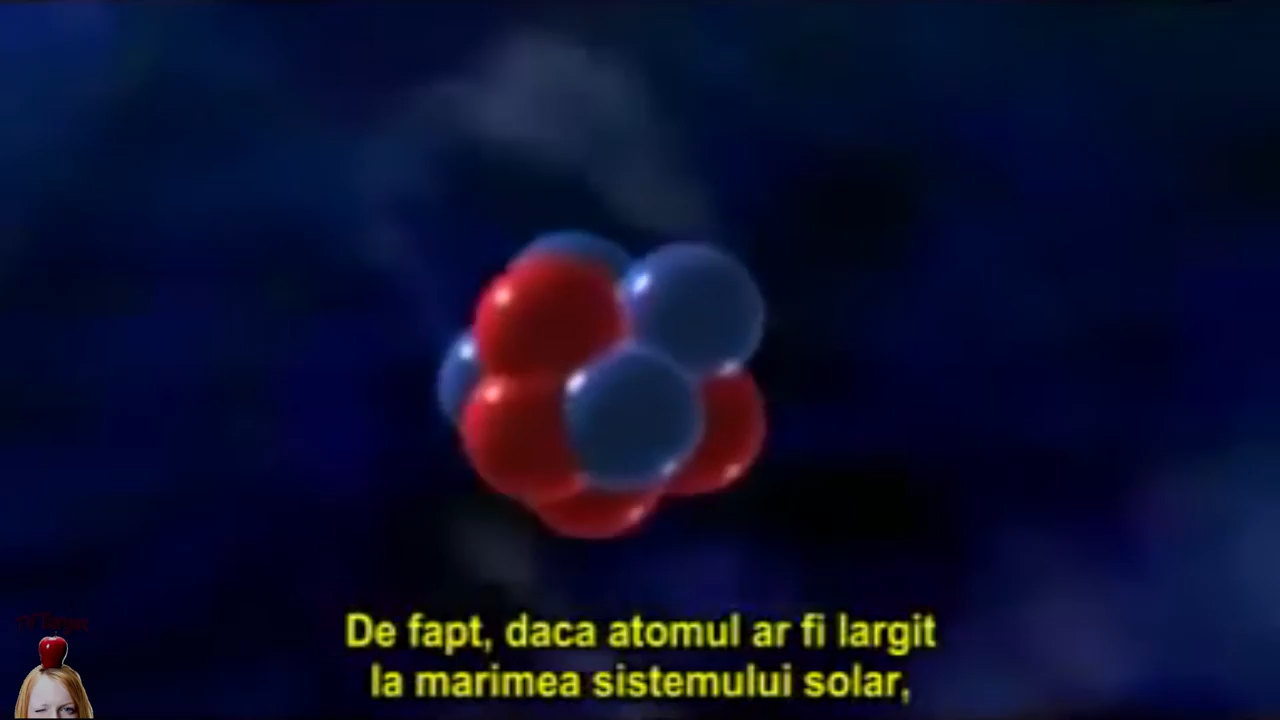 De fapt, daca atomul ar fi largit
la marimea sistemului solar,